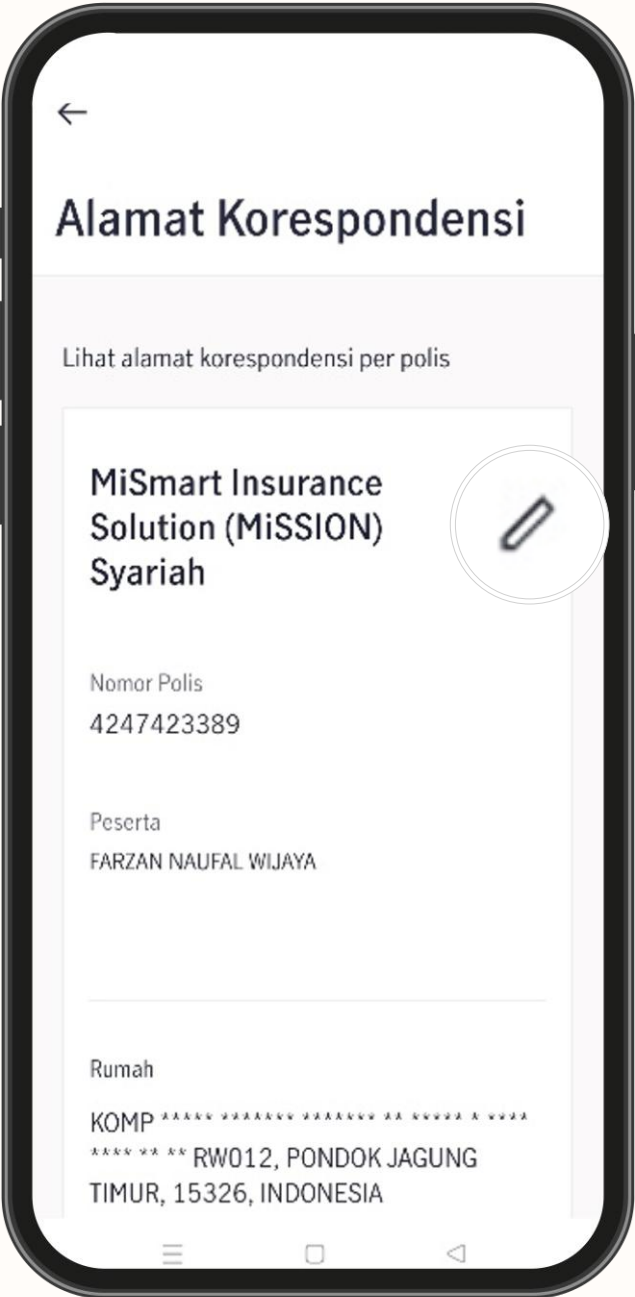 Alamat Korespondensi
Lihat alamat korespondensi per polis
MiSmart Insurance
Solution (MiSSION)
Syariah
Nomor Polis
4247423389
Peserta
FARZAN NAUFAL WIJAYA
Rumah
KOMP ***** ******* ******* ** ***** * ****
**** ** ** RW012, PONDOK JAGUNG
TIMUR, 15326, INDONESIA